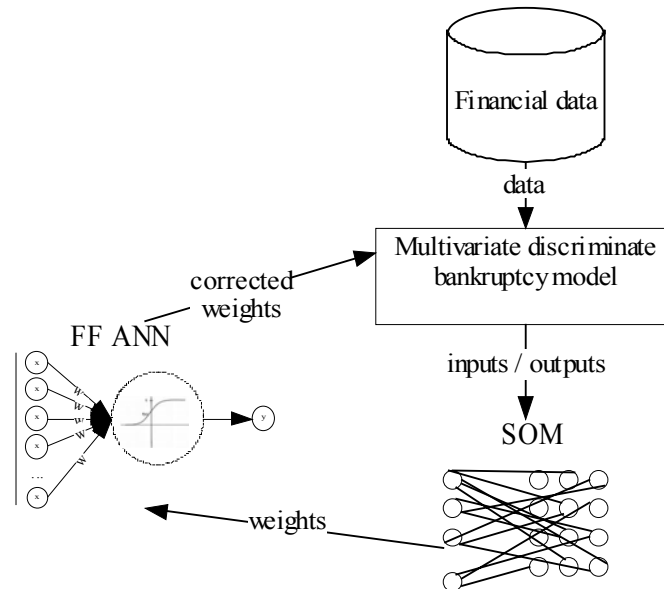 Financial data
data
Multivariate discriminate
bankruptcy model
corrected
weights
FF ANN
inputs / outputs
SOM
x
w
x
w
x
w
x
w
...
w
x
y
weights